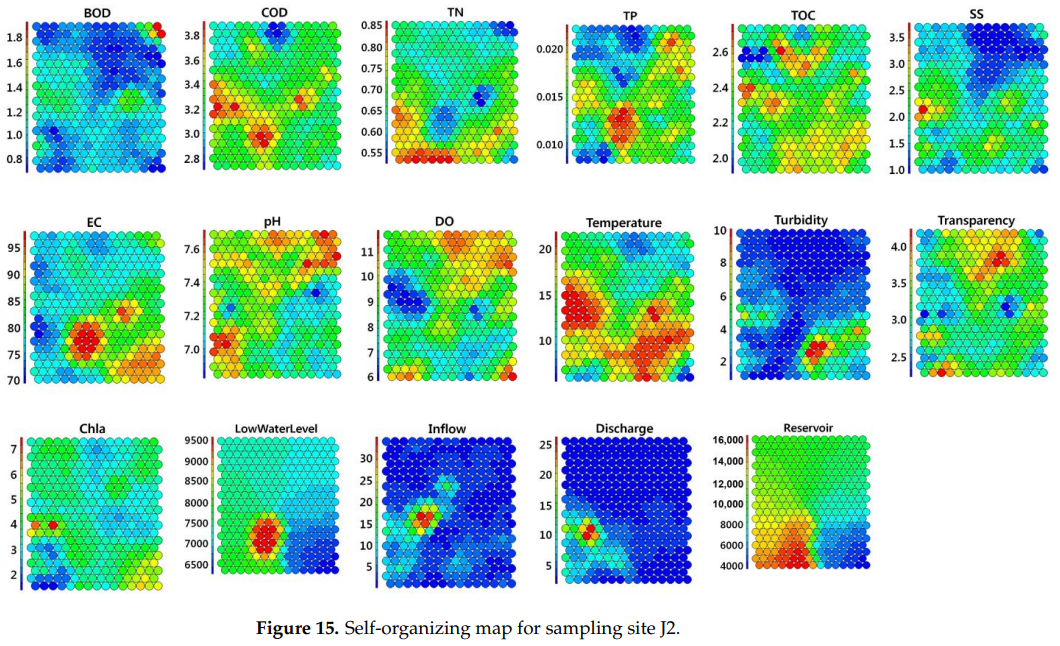 BOD COD TN TP TOC SS
1.8 1.6 1.4 1.2 1.0 0.8
3.8 3.6 3.4 3.2 3.0 2.8
0.85 0.80 0.75 0.70 0.65 0.60 0.55
0.020 0.015 0.010
2.6 2.4 2.2 2.0
3.5 3.0 2.5 2.0 1.5 1.0
EC pH DO Temperature Turbidity Transparency
95 90 85 80 75 70
7.6 7.4 7.2 7.0
11 10 9 8 7 6
20 15 10
10 8 6 4 2
4.0 3.5 3.0 2.5
Chla LowWaterLevel Inflow Discharge Reservoir
7 6 5 4 3 2
9500 9000 8500 8000 7500 7000 6500
30 25 20 15 10 5
25 20 15 10 5
16,000 14,000 12,000 10,000 8000 6000 4000
Figure 15. Self-organizing map for sampling site J2.